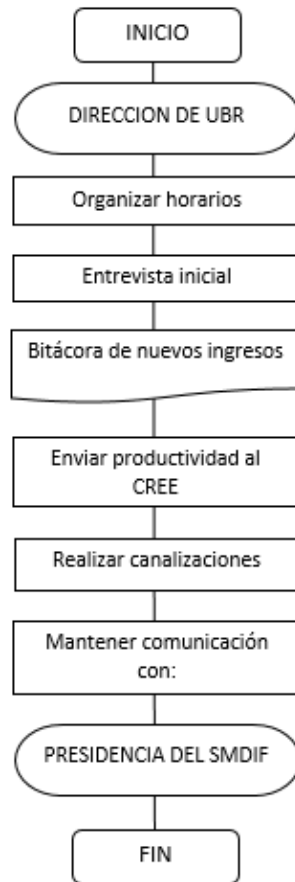 INICIO
DIRECCION DE UBR
Organizar horarios
Entrevista inicial
Bitácora de nuevos ingresos
Enviar productividad al
CREE
Realizar canalizaciones
Mantener comunicación
con:
PRESIDENCIA DEL SMDIF
FIN